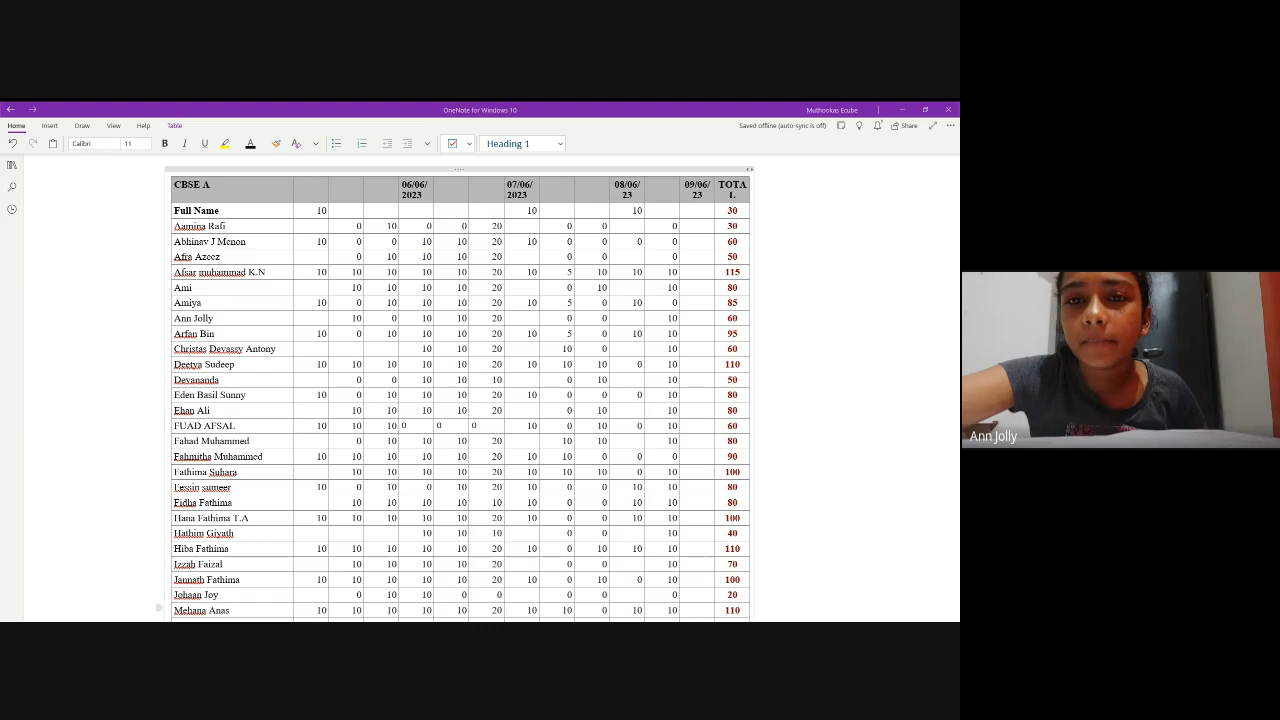 OneNote for Windows 10
Muthookas Ecube
Home Insert Draw View Help Table
Saved offline (auto-sync is off) Share
Calibri 11 B I U A Heading 1
CBSE A 06/06/2023 07/06/2023 08/06/23 09/06/23 TOTAL
Full Name 10 10 10 30
Aamina Rafi 0 10 0 0 20 0 0 0 30
Abhinav J Menon 10 0 0 10 10 20 10 0 0 0 0 60
Afra Azeez 0 10 10 10 20 0 0 0 50
Afsar muhammad K.N 10 10 10 10 10 20 10 5 10 10 10 115
Ami 10 10 10 10 20 0 10 10 80
Amiya 10 0 10 10 10 20 10 5 0 10 0 85
Ann Jolly 10 0 10 10 20 0 0 10 60
Arfan Bin 10 0 10 10 10 20 10 5 0 10 10 95
Christas Devassy Antony 10 10 20 10 0 10 60
Deetya Sudeep 10 10 10 10 10 20 10 10 10 0 10 110
Devananda 0 0 10 10 10 0 10 10 50
Eden Basil Sunny 10 0 10 10 10 20 10 0 0 0 10 80
Ehan Ali 10 10 10 10 20 0 10 10 80
FUAD AFSAL 10 10 10 0 0 0 10 0 10 0 10 60
Fahad Muhammed 0 10 10 10 20 10 10 10 80
Fahmitha Muhammed 10 10 10 10 10 20 10 10 0 0 0 90
Fathima Suhara 10 10 10 10 20 10 10 10 0 10 100
Fessin sumeer 10 0 10 0 10 20 10 0 0 10 10 80
Fidha Fathima 10 10 10 10 10 10 0 0 10 10 80
Hana Fathima T.A 10 10 10 10 10 20 10 0 0 10 10 100
Hathim Giyath 10 10 10 0 0 10 40
Hiba Fathima 10 10 10 10 10 20 10 0 10 10 10 110
Izzah Faizal 10 10 10 10 20 0 0 10 70
Jannath Fathima 10 10 10 10 10 20 10 0 10 0 10 100
Johaan Joy 0 10 10 0 0 0 0 0 20
Mehana Anas 10 10 10 10 10 20 10 10 0 10 10 110
Ann Jolly